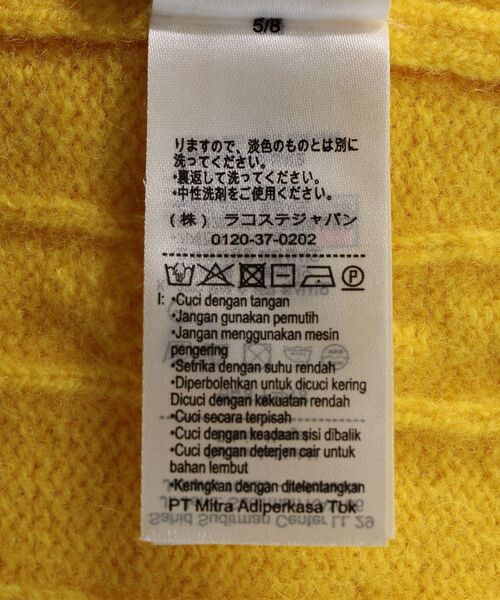 5/8
りますので、淡色のものとは別に
洗ってください。
・裏返して洗ってください。
・中性洗剤をご使用ください。
（株） ラコステジャパン
0120-37-0202
I: •Cuci dengan tangan
•Jangan gunakan pemutih
•Jangan menggunakan mesin
pengering
•Setrika dengan suhu rendah
•Diperbolehkan untuk dicuci kering
Dicuci dengan kekuatan rendah
•Cuci secara terpisah
•Cuci dengan keadaan sisi dibalik
•Cuci dengan deterjen cair untuk
bahan lembut
•Keringkan dengan ditelentangkan
PT Mitra Adiperkasa Tbk
Sahid Sudirman Center Lt. 29